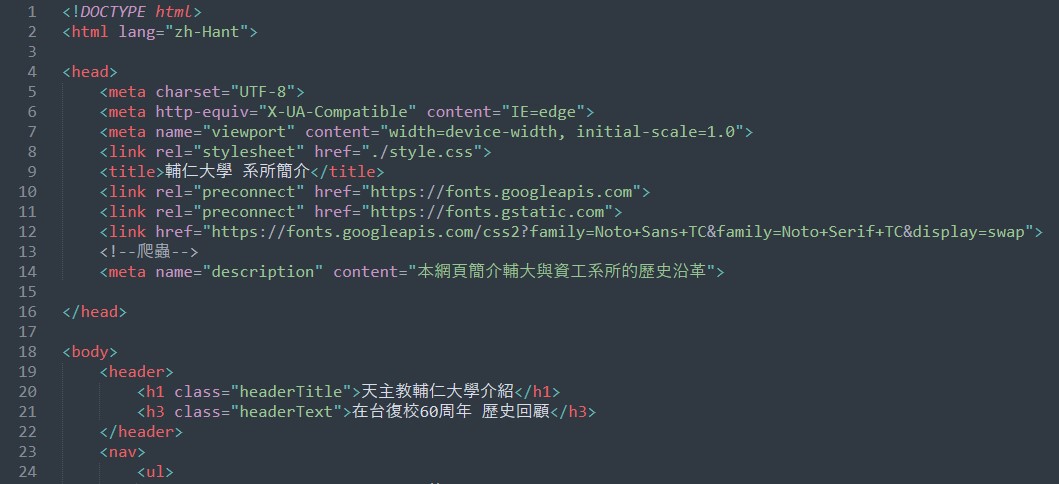 1 <!DOCTYPE html>
2 <html lang="zh-Hant">
3
4 <head>
5     <meta charset="UTF-8">
6     <meta http-equiv="X-UA-Compatible" content="IE=edge">
7     <meta name="viewport" content="width=device-width, initial-scale=1.0">
8     <link rel="stylesheet" href="./style.css">
9     <title>輔仁大學 系所簡介</title>
10     <link rel="preconnect" href="https://fonts.googleapis.com">
11     <link rel="preconnect" href="https://fonts.gstatic.com">
12     <link href="https://fonts.googleapis.com/css2?family=Noto+Sans+TC&family=Noto+Serif+TC&display=swap">
13     <!--爬蟲-->
14     <meta name="description" content="本網頁簡介輔大與資工系所的歷史沿革">
15
16 </head>
17
18 <body>
19     <header>
20         <h1 class="headerTitle">天主教輔仁大學介紹</h1>
21         <h3 class="headerText">在台復校60周年 歷史回顧</h3>
22     </header>
23     <nav>
24         <ul>